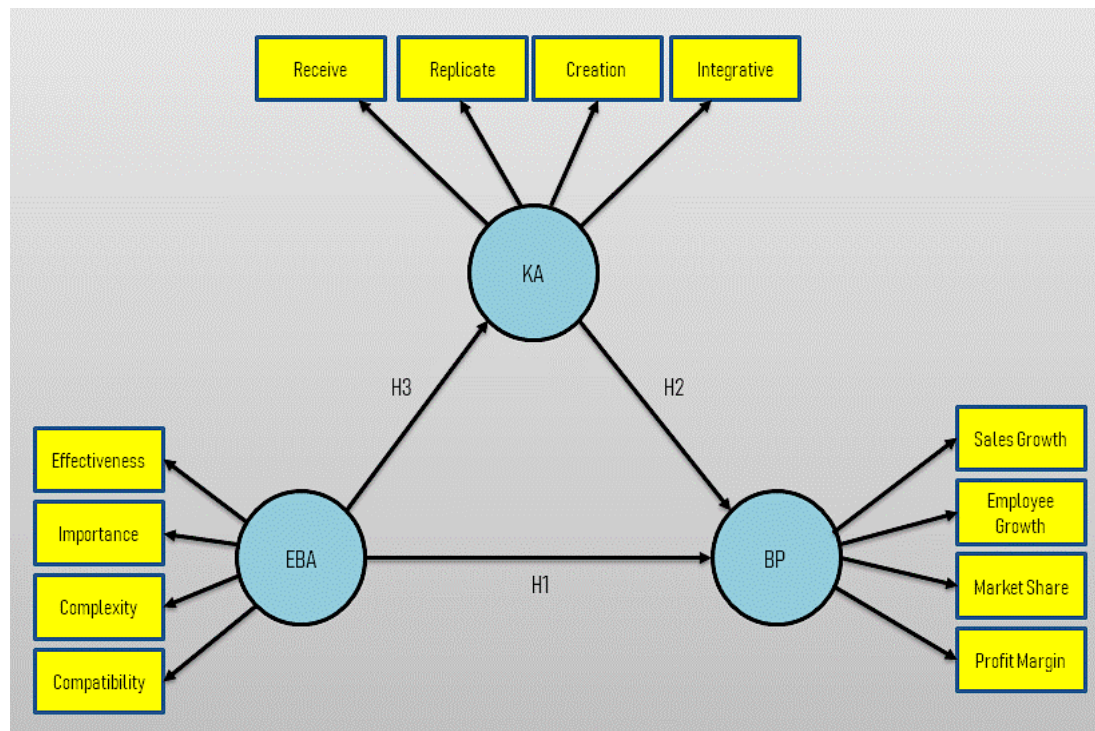 Receive
Replicate
Creation
Integrative
KA
H3
H2
Effectiveness
Importance
Complexity
Compatibility
EBA
H1
BP
Sales Growth
Employee
Growth
Market Share
Profit Margin